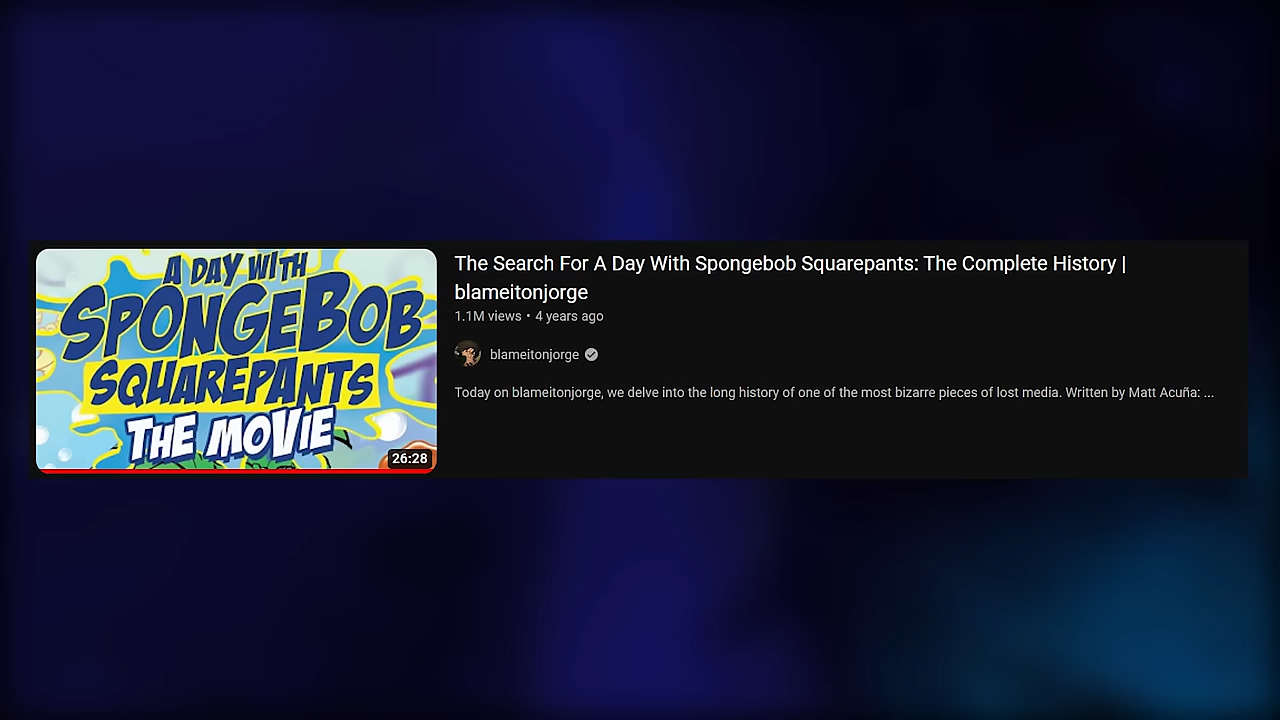 A DAY WITH
SPONGEBOB
SQUAREPANTS
THE MOVIE
26:28
The Search For A Day With Spongebob Squarepants: The Complete History |
blameitonjorge
1.1M views • 4 years ago
blameitonjorge
Today on blameitonjorge, we delve into the long history of one of the most bizarre pieces of lost media. Written by Matt Acuña: ...